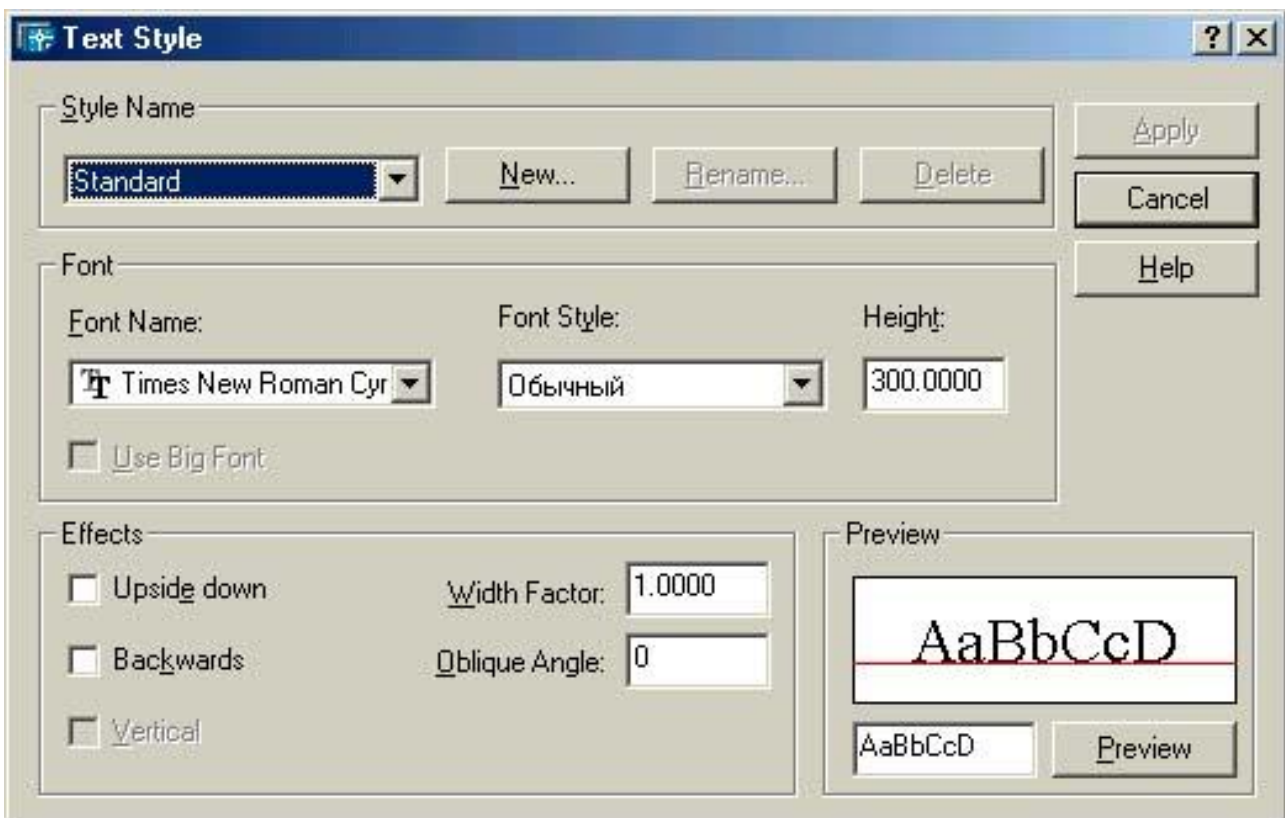 Text Style
Style Name
Standard
New...
Rename...
Delete
Apply
Cancel
Help
Font
Font Name:
Font Style:
Height:
Times New Roman Cyr
Обычный
300.0000
Use Big Font
Effects
Upside down
Width Factor:
1.0000
Backwards
Oblique Angle:
0
Vertical
Preview
AaBbCcD
AaBbCcD
Preview